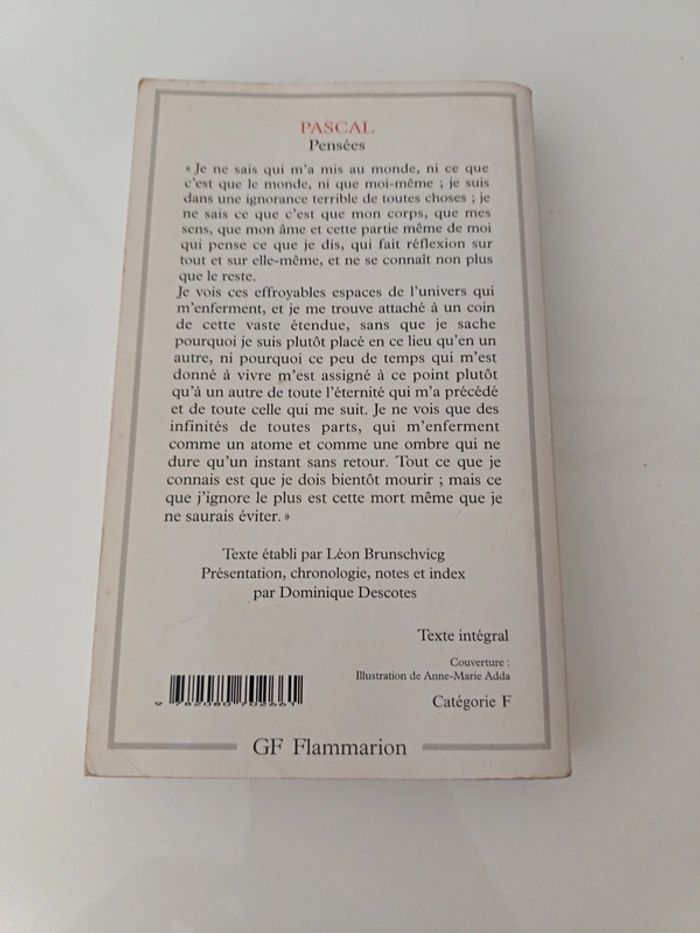 PASCAL
Pensées
« Je ne sais qui m'a mis au monde, ni ce que
c'est que le monde, ni que moi-même ; je suis
dans une ignorance terrible de toutes choses ; je
ne sais ce que c'est que mon corps, que mes
sens, que mon âme et cette partie même de moi
qui pense ce que je dis, qui fait réflexion sur
tout et sur elle-même, et ne se connaît non plus
que le reste.
Je vois ces effroyables espaces de l'univers qui
m'enferment, et je me trouve attaché à un coin
de cette vaste étendue, sans que je sache
pourquoi je suis plutôt placé en ce lieu qu'en un
autre, ni pourquoi ce peu de temps qui m'est
donné à vivre m'est assigné à ce point plutôt
qu'à un autre de toute l'éternité qui m'a précédé
et de toute celle qui me suit. Je ne vois que des
infinités de toutes parts, qui m'enferment
comme un atome et comme une ombre qui ne
dure qu'un instant sans retour. Tout ce que je
connais est que je dois bientôt mourir ; mais ce
que j'ignore le plus est cette mort même que je
ne saurais éviter. »
Texte établi par Léon Brunschvicg
Présentation, chronologie, notes et index
par Dominique Descotes
Texte intégral
Couverture :
Illustration de Anne-Marie Adda
Catégorie F
9 782080 702661
GF Flammarion